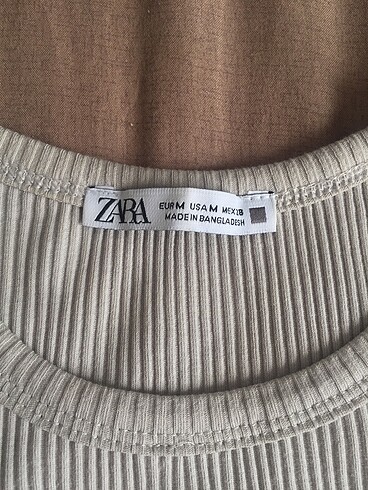 ZARA
EUR M USA M MEX 28
MADE IN BANGLADESH